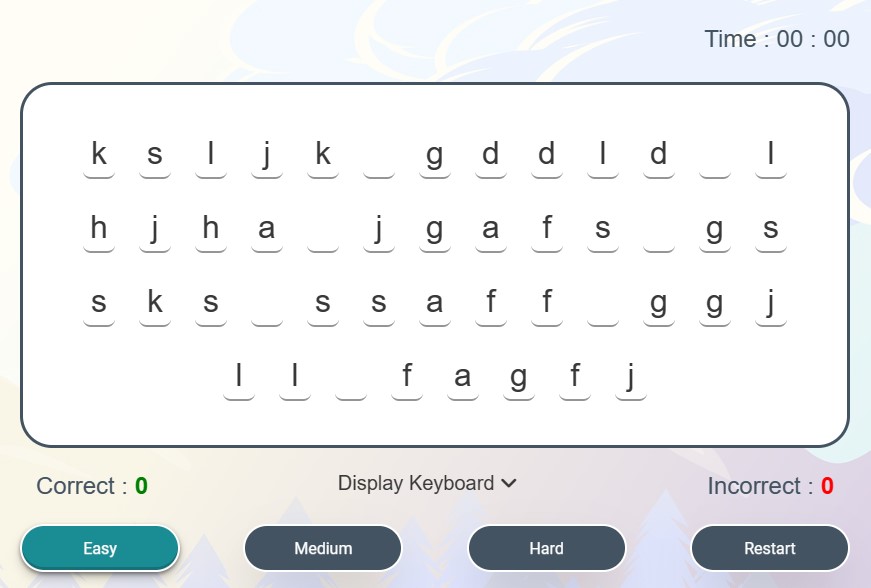 Time : 00 : 00
k s l j k _ g d d l d _ l
h j h a _ j g a f s _ g s
s k s _ s s a f f _ g g j
l l _ f a g f j
Correct : 0 Display Keyboard Incorrect : 0
Easy Medium Hard Restart